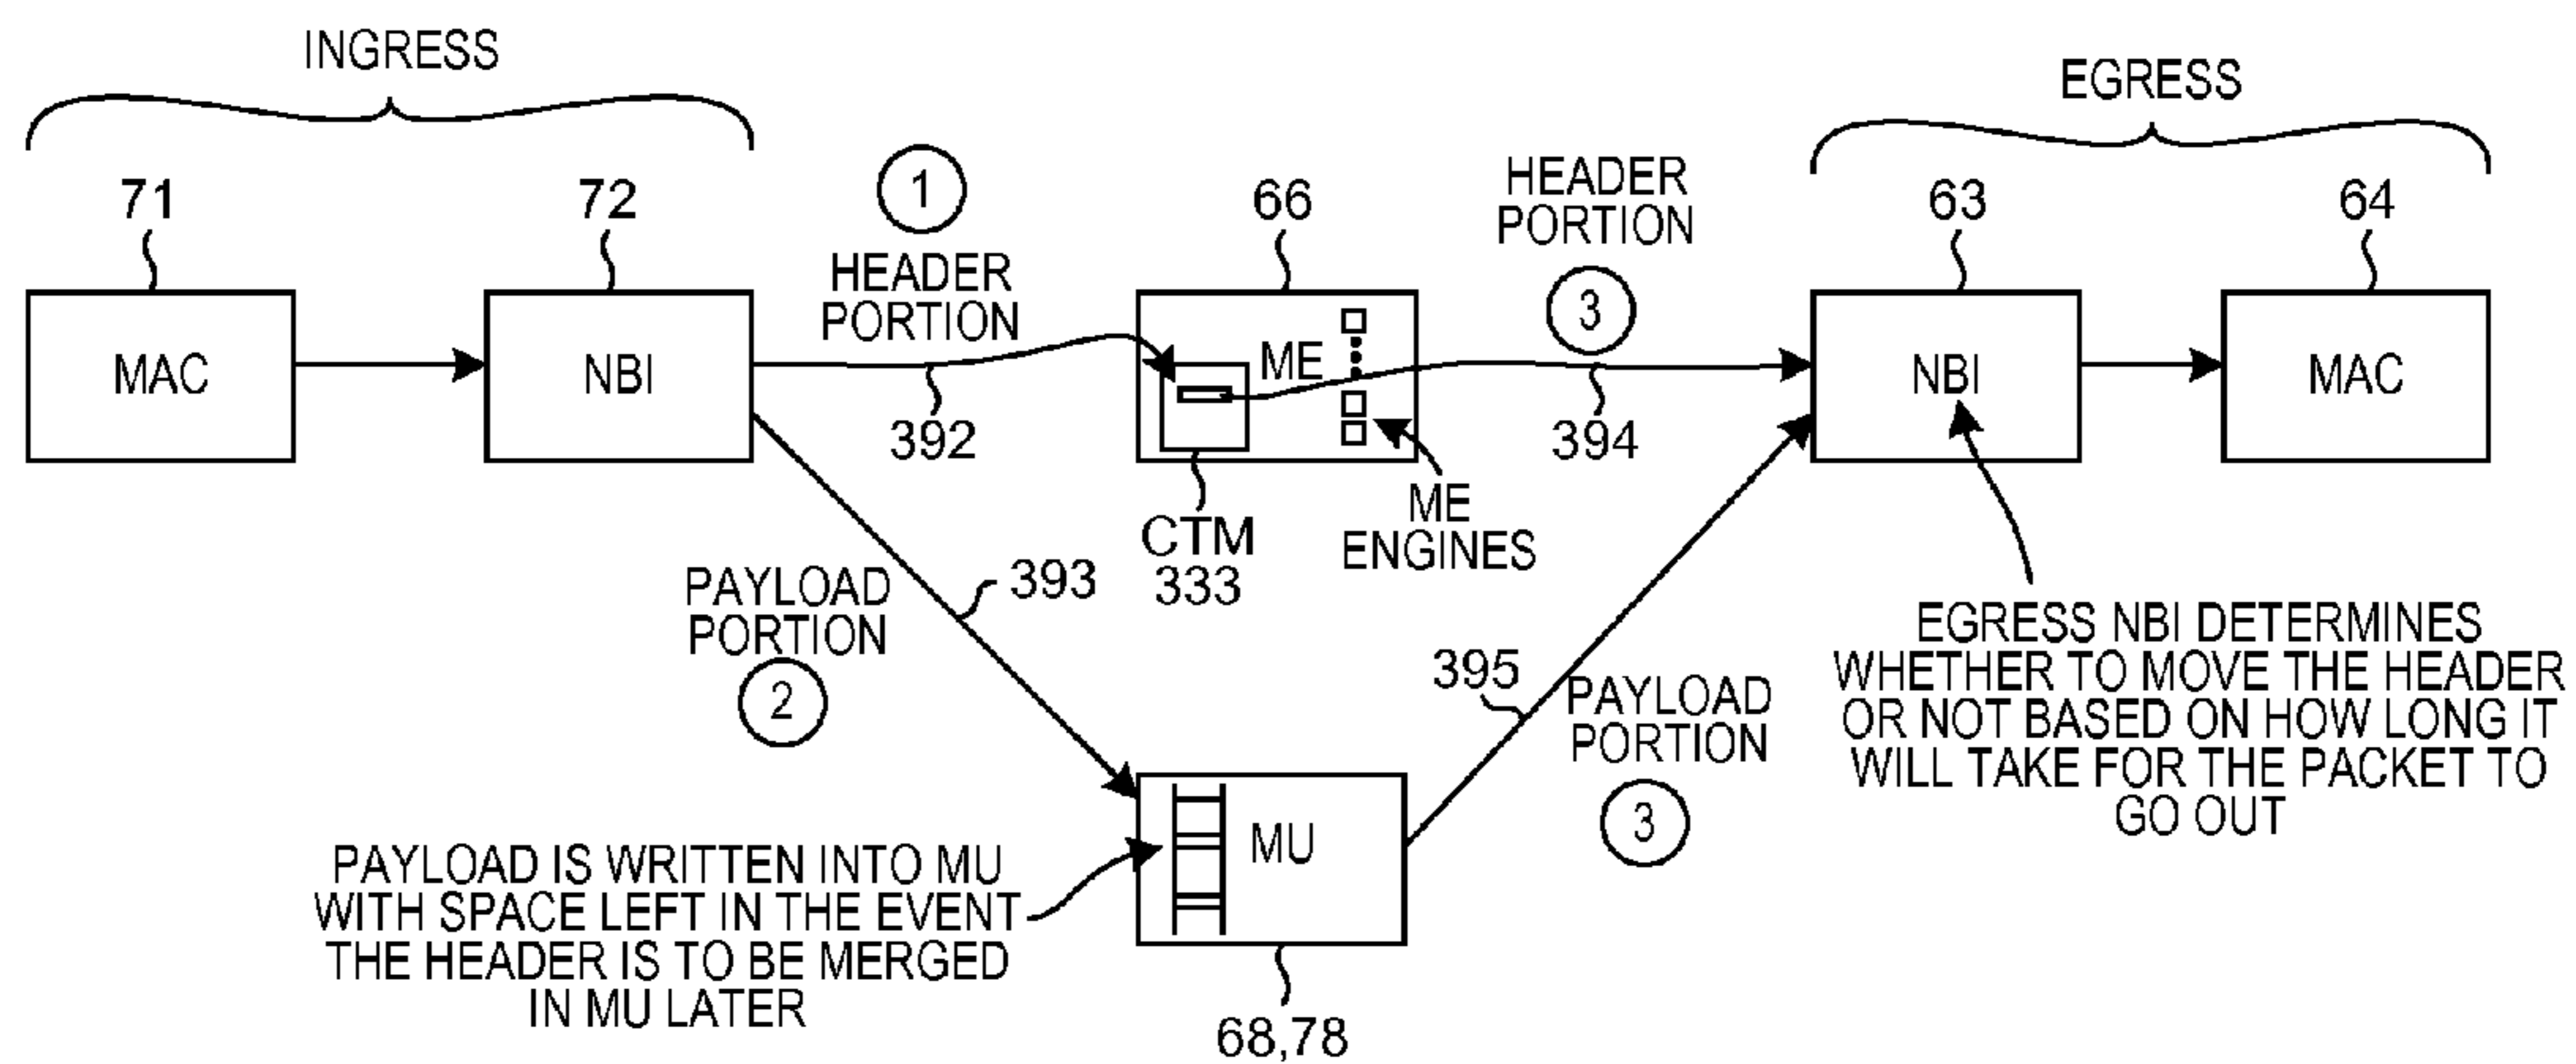 INGRESS
EGRESS
71
72
1
HEADER
PORTION
66
HEADER
PORTION
3
63
64
MAC
NBI
ME
NBI
MAC
392
394
CTM
333
ME
ENGINES
PAYLOAD
PORTION
2
393
395
PAYLOAD
PORTION
3
EGRESS NBI DETERMINES
WHETHER TO MOVE THE HEADER
OR NOT BASED ON HOW LONG IT
WILL TAKE FOR THE PACKET TO
GO OUT
MU
PAYLOAD IS WRITTEN INTO MU
WITH SPACE LEFT IN THE EVENT
THE HEADER IS TO BE MERGED
IN MU LATER
68,78